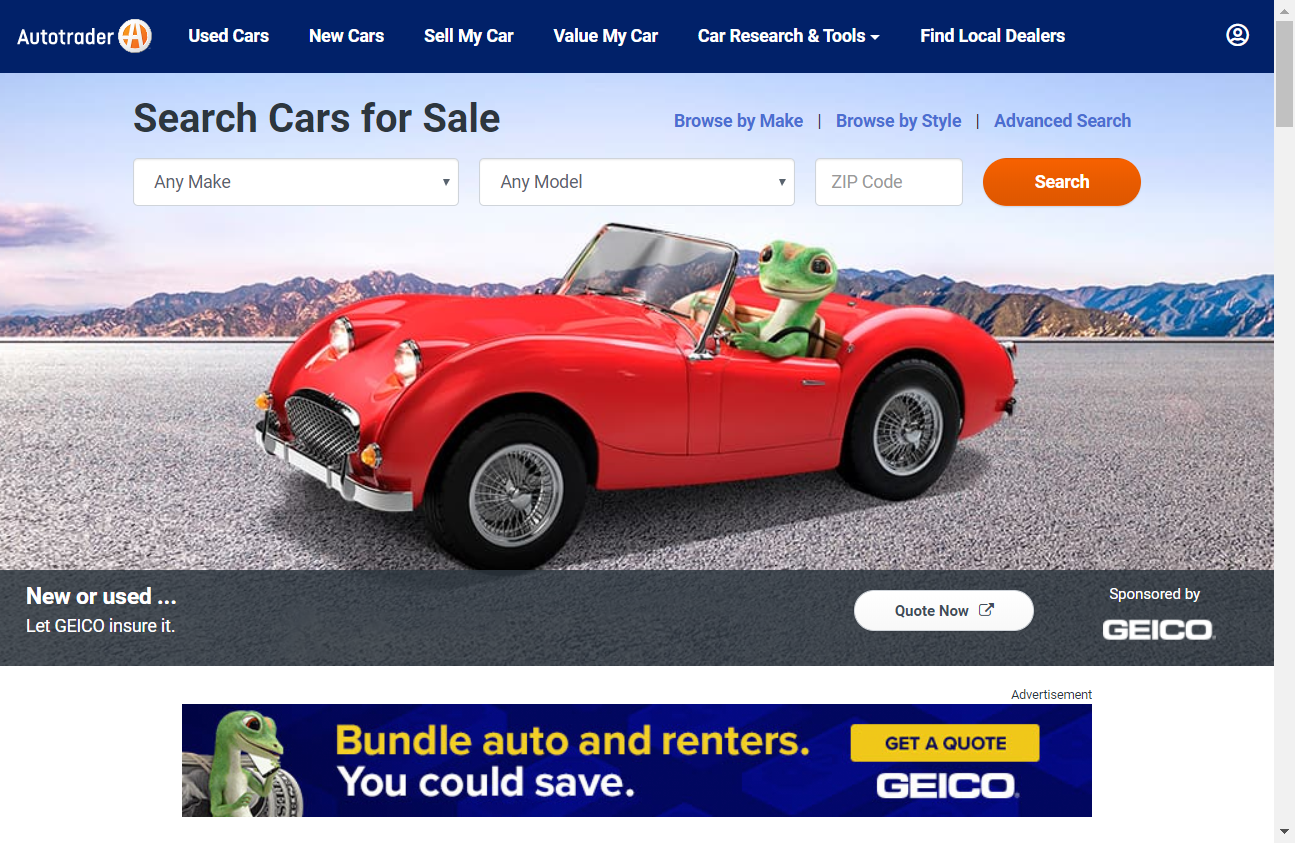 Autotrader
Used Cars
New Cars
Sell My Car
Value My Car
Car Research & Tools
Find Local Dealers
Search Cars for Sale
Browse by Make | Browse by Style | Advanced Search
Any Make
Any Model
ZIP Code
Search
New or used ...
Let GEICO insure it.
Quote Now
Sponsored by
GEICO
Advertisement
Bundle auto and renters.
You could save.
GET A QUOTE
GEICO